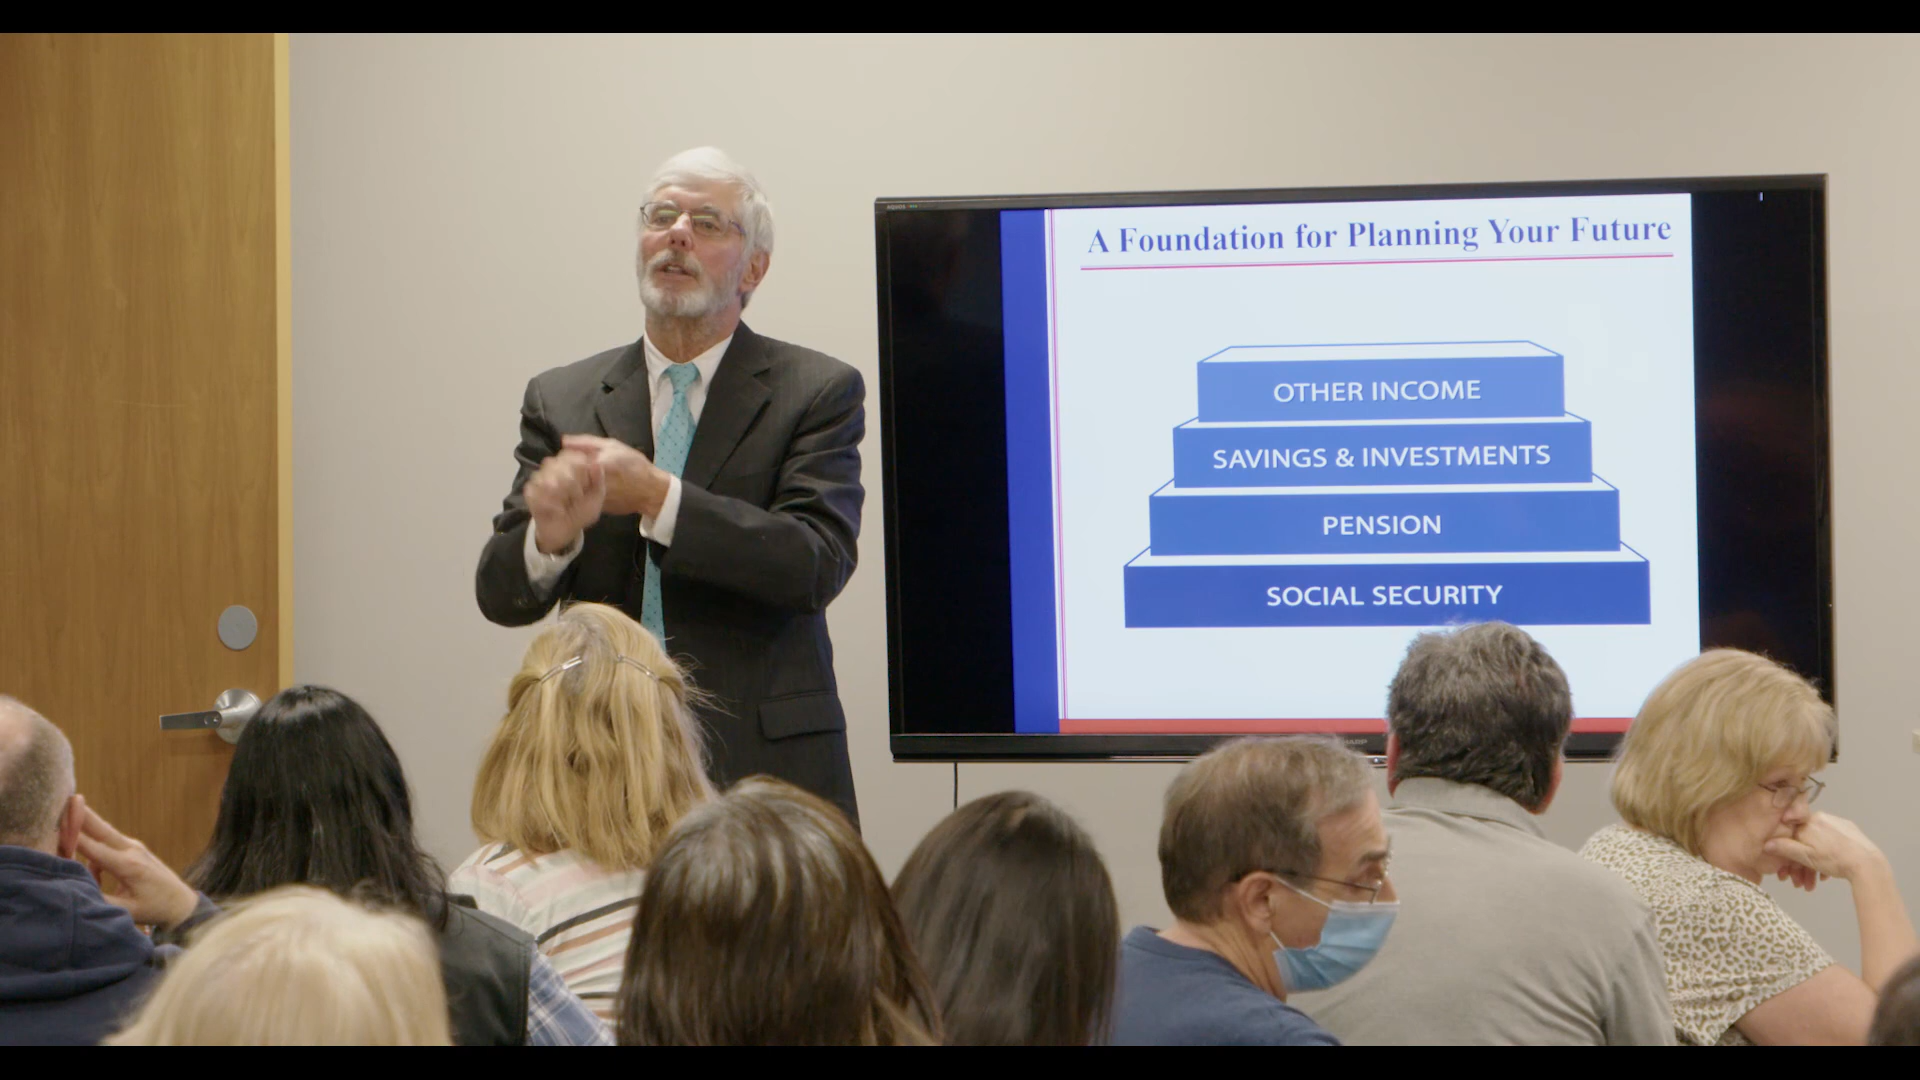 A Foundation for Planning Your Future
OTHER INCOME
SAVINGS & INVESTMENTS
PENSION
SOCIAL SECURITY